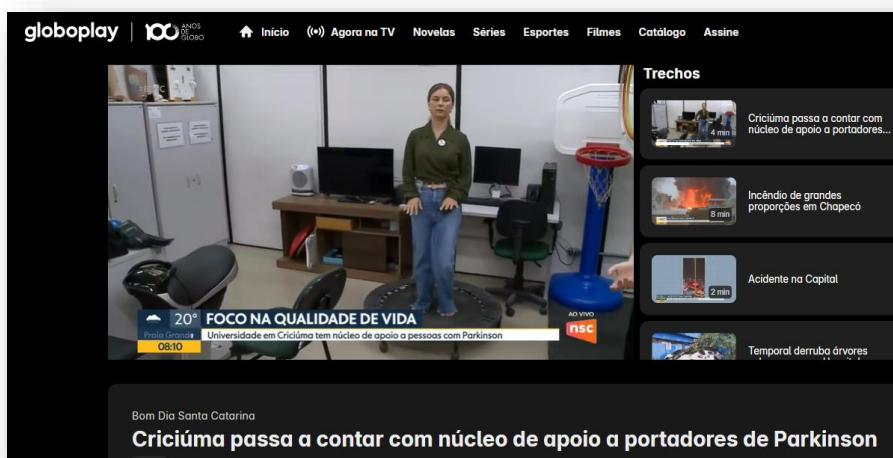 globoplay
100 ANOS DE GLOBO
Início
Agora na TV
Novelas
Séries
Esportes
Filmes
Catálogo
Assine
Trechos
4 min
Criciúma passa a contar com
núcleo de apoio a portadores...
8 min
Incêndio de grandes
proporções em Chapecó
2 min
Acidente na Capital
Temporal derruba árvores
20°
FOCO NA QUALIDADE DE VIDA
AO VIVO
nsc
Praia Grande
Universidade em Criciúma tem núcleo de apoio a pessoas com Parkinson
08:10
Bom Dia Santa Catarina
Criciúma passa a contar com núcleo de apoio a portadores de Parkinson